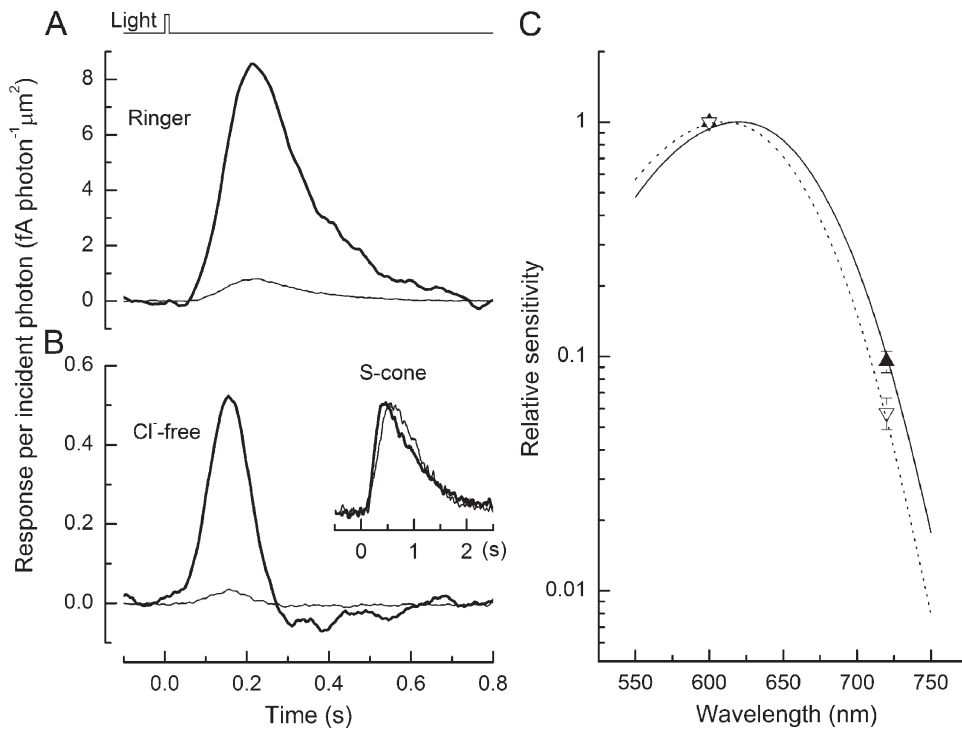 A
Light
Response per incident photon (fA photon⁻¹μm²)
8
6
4
2
0
Ringer
B
0.6
0.4
0.2
0.0
Cl⁻-free
S-cone
0 1 2 (s)
0.0 0.2 0.4 0.6 0.8
Time (s)
C
Relative sensitivity
1
0.1
0.01
550 600 650 700 750
Wavelength (nm)